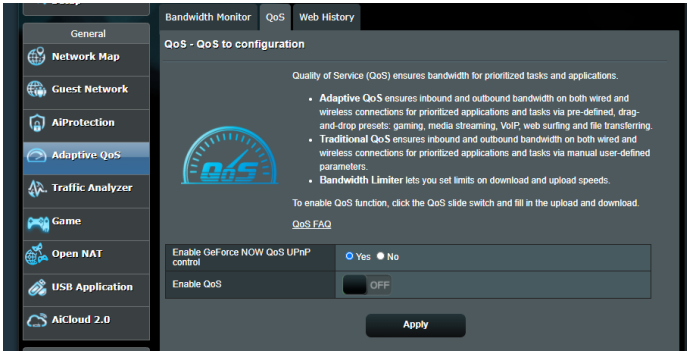 Bandwidth Monitor QoS Web History
General
QoS - QoS to configuration
Network Map
Quality of Service (QoS) ensures bandwidth for prioritized tasks and applications.
Guest Network
• Adaptive QoS ensures inbound and outbound bandwidth on both wired and
wireless connections for prioritized applications and tasks via pre-defined, drag-
and-drop presets: gaming, media streaming, VoIP, web surfing and file transferring.
AiProtection
• Traditional QoS ensures inbound and outbound bandwidth on both wired and
wireless connections for prioritized applications and tasks via manual user-defined
parameters.
Adaptive QoS
QoS
• Bandwidth Limiter lets you set limits on download and upload speeds.
Traffic Analyzer
To enable QoS function, click the QoS slide switch and fill in the upload and download.
Game
QoS FAQ
Open NAT
Enable GeForce NOW QoS UPnP
control
Yes No
USB Application
Enable QoS
OFF
AiCloud 2.0
Apply